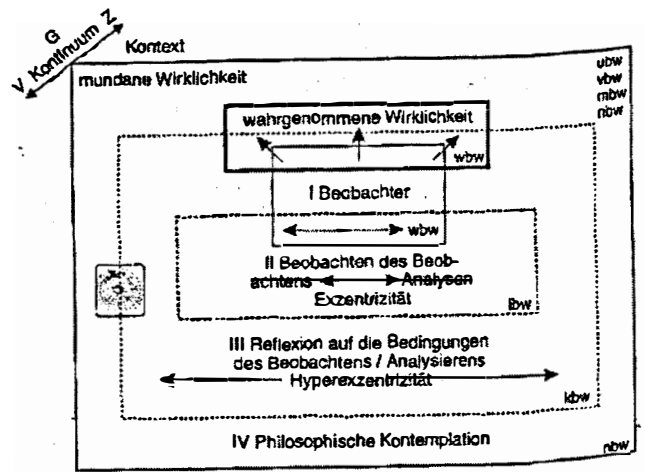 G
V Kontinuum Z
Kontext
mundane Wirklichkeit
ubw
vbw
mbw
nbw
wahrgenommene Wirklichkeit
wbw
I Beobachter
wbw
II Beobachten des Beob-
achtens Analysen
Exzentrizität
ibw
III Reflexion auf die Bedingungen
des Beobachtens / Analysierens
Hyperexzentrizität
kbw
IV Philosophische Kontemplation
nbw